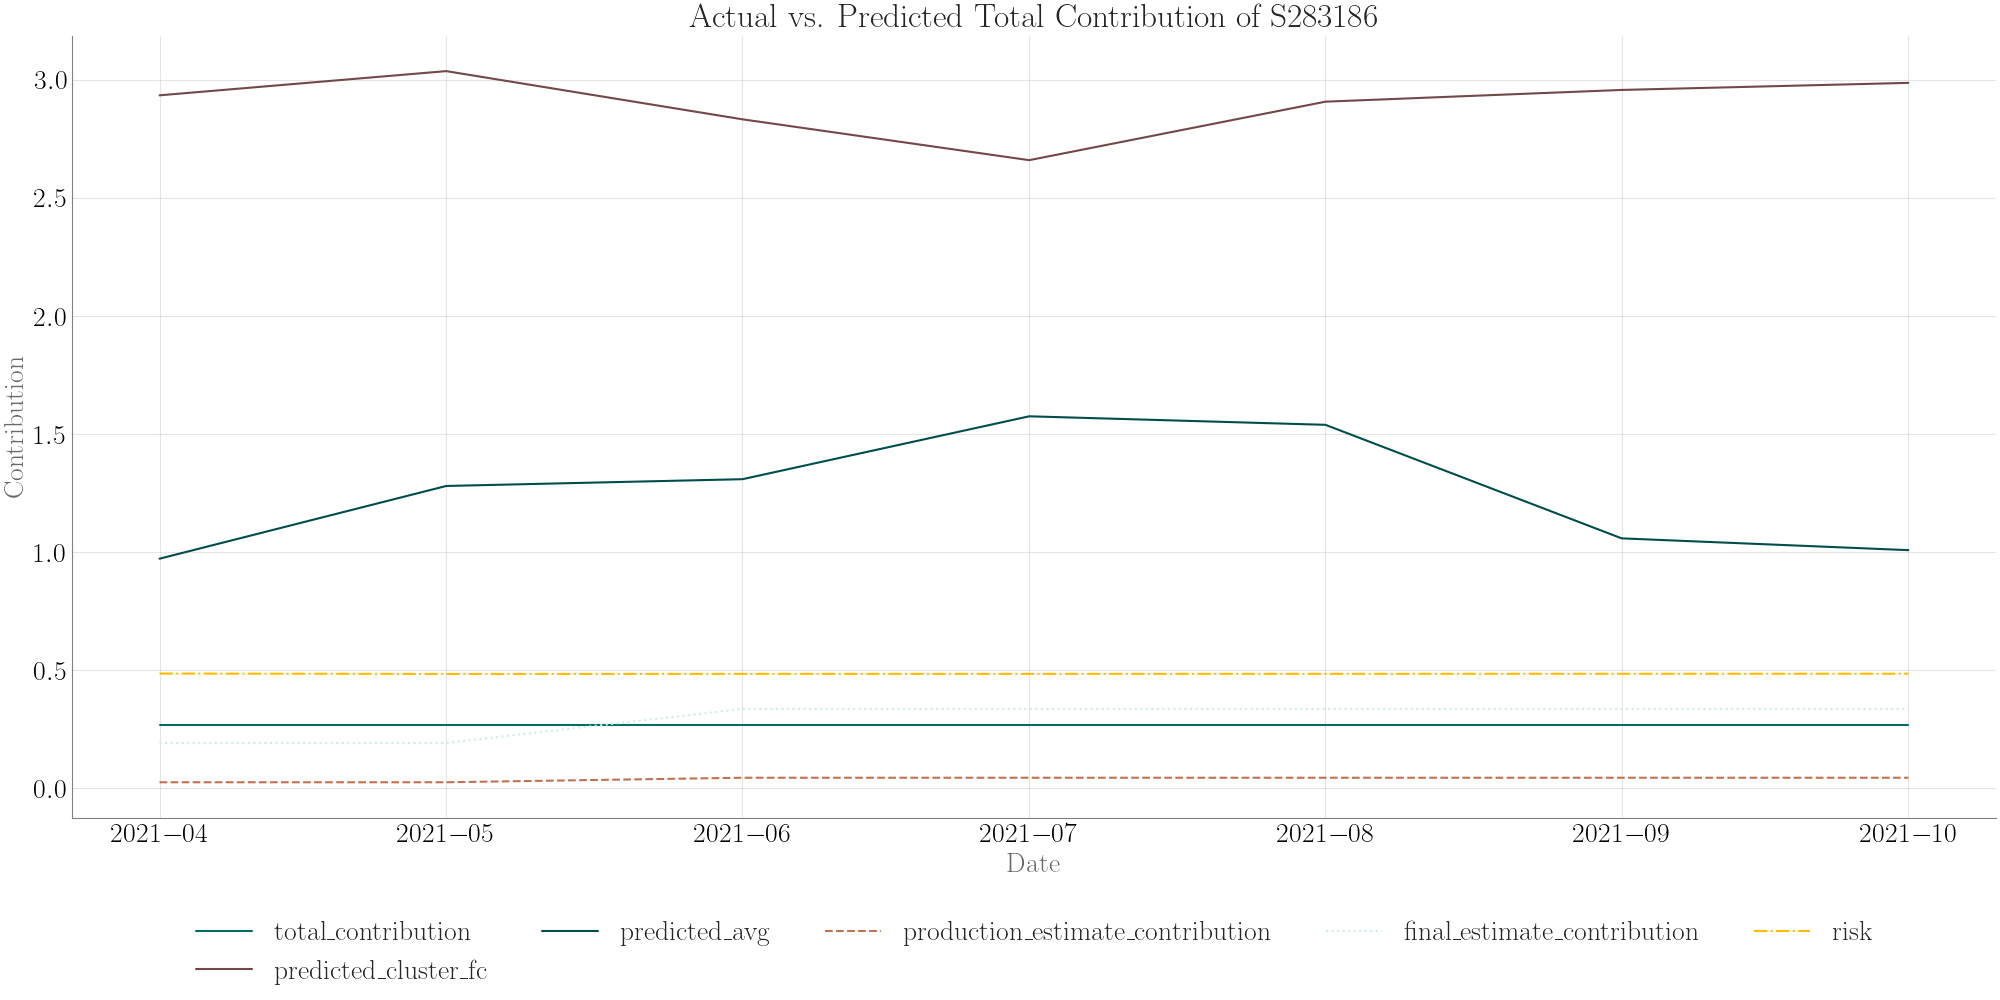 Actual vs. Predicted Total Contribution of S283186
3.0
2.5
2.0
1.5
1.0
0.5
0.0
Contribution
2021−04 2021−05 2021−06 2021−07 2021−08 2021−09 2021−10
Date
total_contribution predicted_avg production_estimate_contribution final_estimate_contribution risk
predicted_cluster_fc